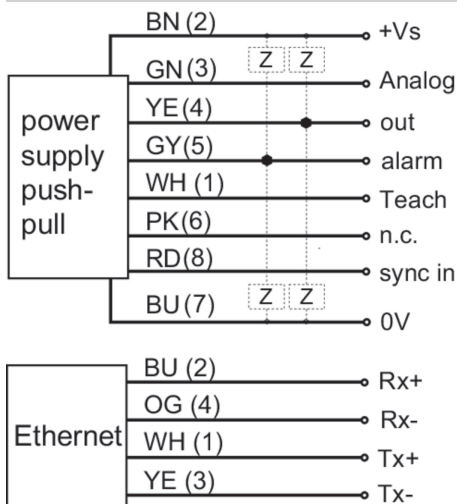 BN (2) +Vs
Z Z
GN (3) Analog
YE (4) out
GY(5) alarm
WH (1) Teach
PK(6) n.c.
RD(8) sync in
Z Z
BU (7) 0V
power
supply
push-
pull
BU (2) Rx+
OG (4) Rx-
WH (1) Tx+
YE (3) Tx-
Ethernet